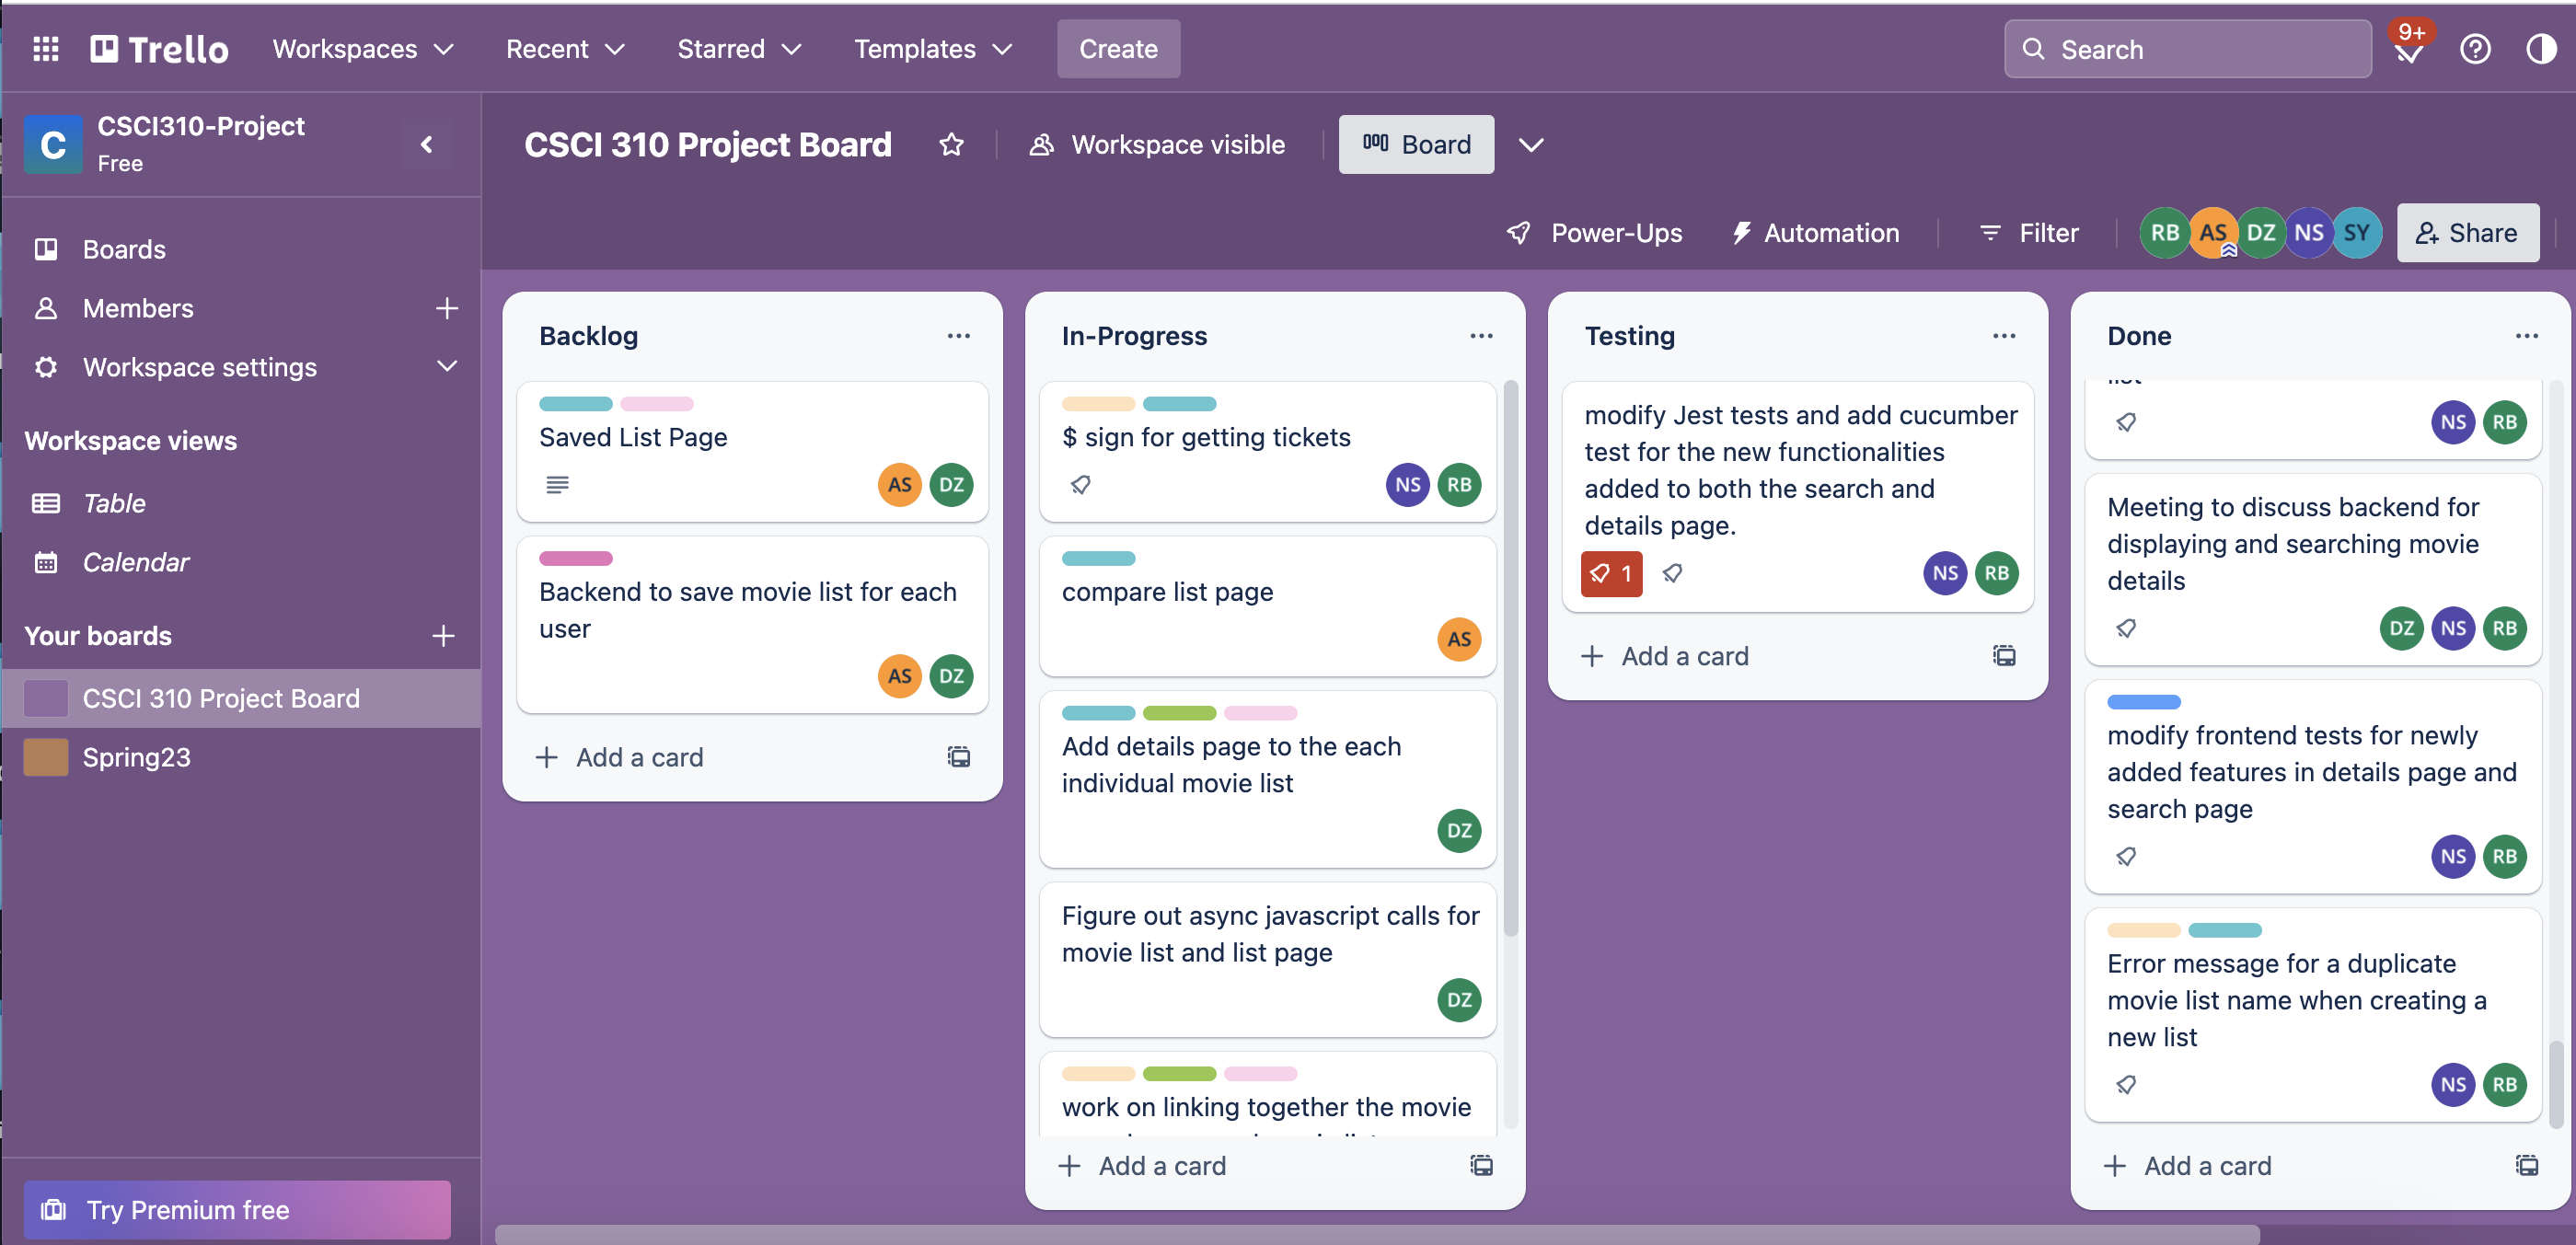 Trello
Workspaces
Recent
Starred
Templates
Create
Search
9+
C
CSCI310-Project
Free
Boards
Members
Workspace settings
Workspace views
Table
Calendar
Your boards
CSCI 310 Project Board
Spring23
Try Premium free
CSCI 310 Project Board
Workspace visible
Board
Power-Ups
Automation
Filter
RB
AS
DZ
NS
SY
Share
Backlog
Saved List Page
AS
DZ
Backend to save movie list for each
user
AS
DZ
Add a card
In-Progress
$ sign for getting tickets
NS
RB
compare list page
AS
Add details page to the each
individual movie list
DZ
Figure out async javascript calls for
movie list and list page
DZ
work on linking together the movie
Add a card
Testing
modify Jest tests and add cucumber
test for the new functionalities
added to both the search and
details page.
1
NS
RB
Add a card
Done
list
NS
RB
Meeting to discuss backend for
displaying and searching movie
details
DZ
NS
RB
modify frontend tests for newly
added features in details page and
search page
NS
RB
Error message for a duplicate
movie list name when creating a
new list
NS
RB
Add a card